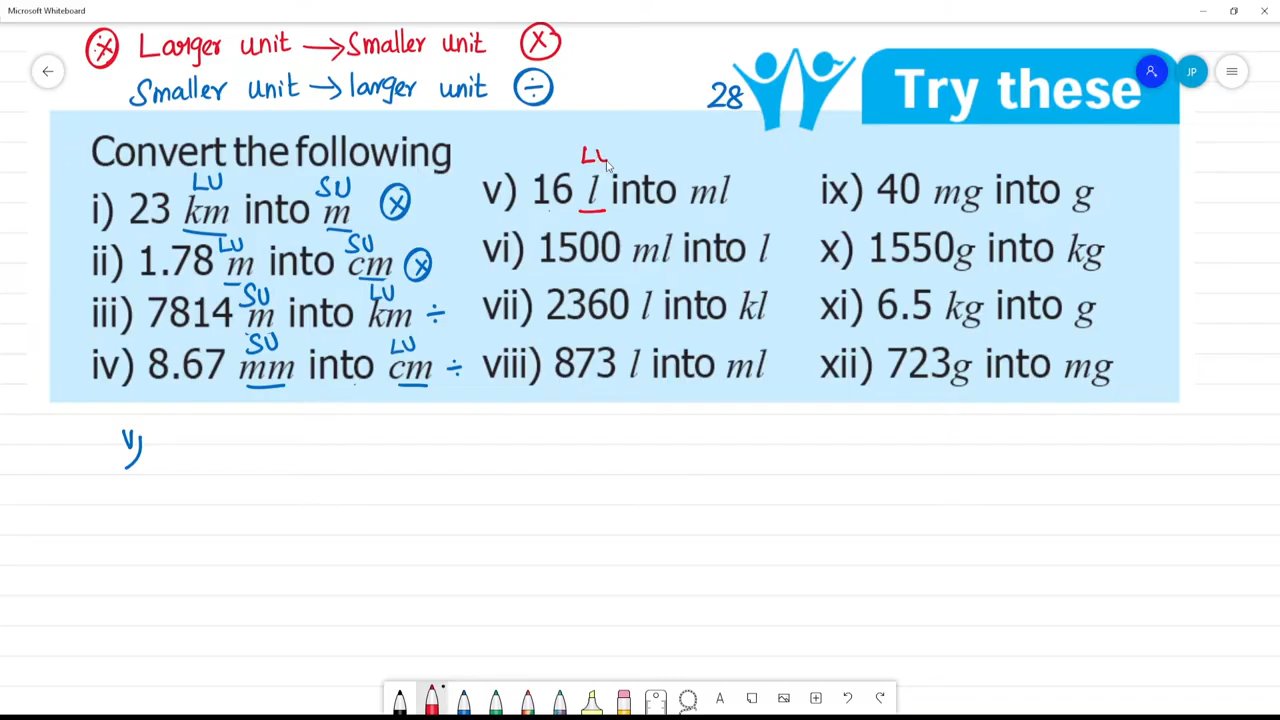 Microsoft Whiteboard
Larger unit → Smaller unit ×
Smaller unit → larger unit ÷
28
Try these
JP
Convert the following
LU SU
i) 23 km into m ×
LU SU
ii) 1.78 m into cm ×
SU LU
iii) 7814 m into km ÷
SU LU
iv) 8.67 mm into cm ÷
LU
v) 16 l into ml
vi) 1500 ml into l
vii) 2360 l into kl
viii) 873 l into ml
ix) 40 mg into g
x) 1550g into kg
xi) 6.5 kg into g
xii) 723g into mg
v)
A